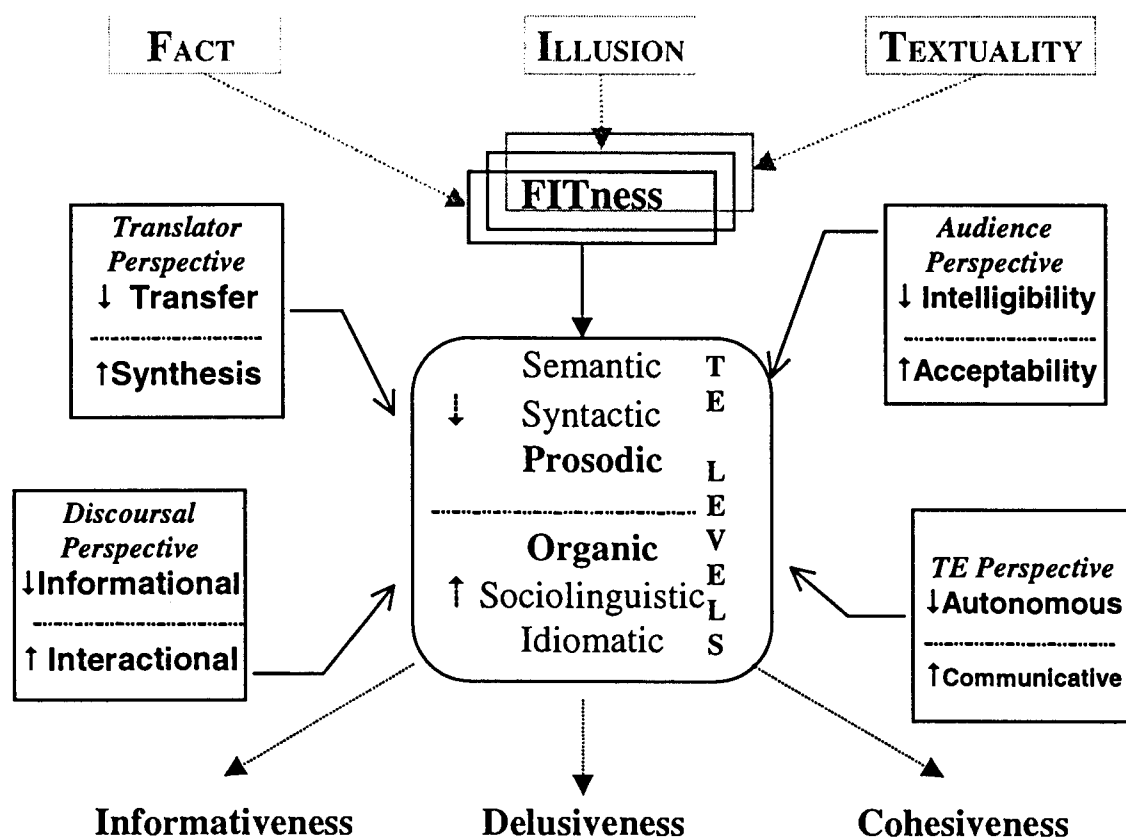 FACT
ILLUSION
TEXTUALITY
FITness
Translator
Perspective
↓ Transfer
↑Synthesis
Audience
Perspective
↓ Intelligibility
↑Acceptability
Semantic
↓ Syntactic
Prosodic
Organic
↑ Sociolinguistic
Idiomatic
TE LEVELS
Discoursal
Perspective
↓Informational
↑ Interactional
TE Perspective
↓Autonomous
↑Communicative
Informativeness
Delusiveness
Cohesiveness